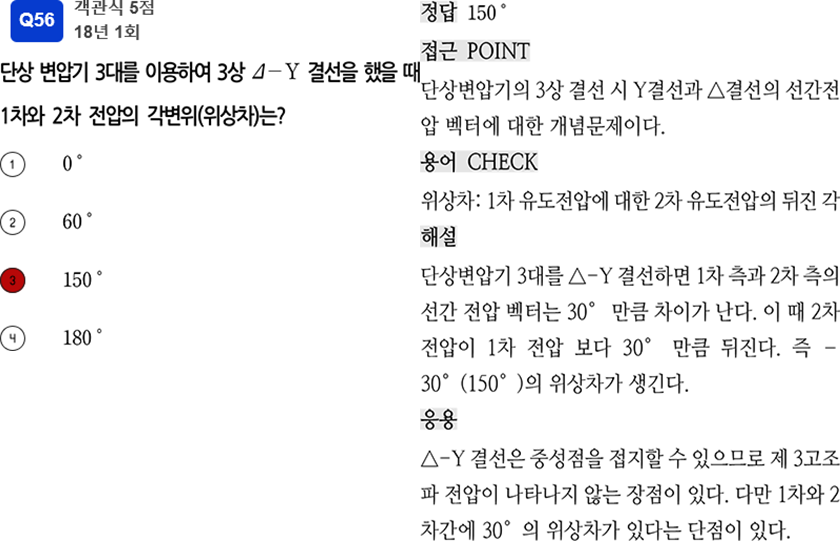 Q56
객관식 5점
18년 1회
단상 변압기 3대를 이용하여 3상 ⊿-Y 결선을 했을 때
1차와 2차 전압의 각변위(위상차)는?
1 0°
2 60°
3 150°
4 180°
정답 150°
접근 POINT
단상변압기의 3상 결선 시 Y결선과 △결선의 선간전
압 벡터에 대한 개념문제이다.
용어 CHECK
위상차: 1차 유도전압에 대한 2차 유도전압의 뒤진 각
해설
단상변압기 3대를 △-Y 결선하면 1차 측과 2차 측의
선간 전압 벡터는 30° 만큼 차이가 난다. 이 때 2차
전압이 1차 전압 보다 30° 만큼 뒤진다. 즉 -
30°(150°)의 위상차가 생긴다.
응용
△-Y 결선은 중성점을 접지할 수 있으므로 제 3고조
파 전압이 나타나지 않는 장점이 있다. 다만 1차와 2
차간에 30°의 위상차가 있다는 단점이 있다.